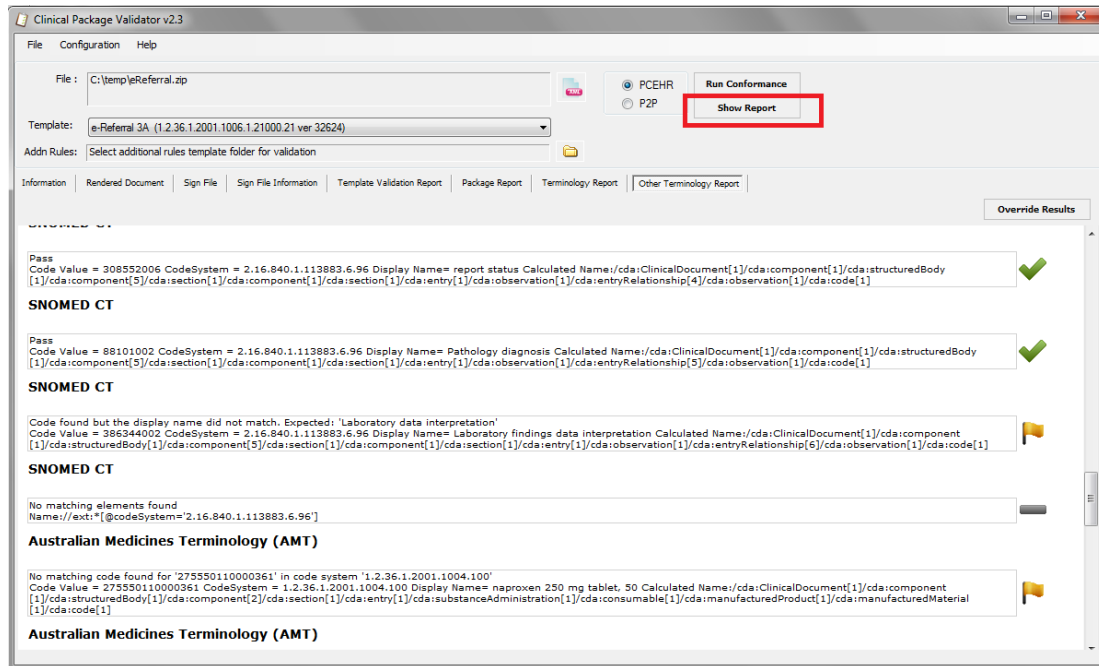 Clinical Package Validator v2.3
File Configuration Help
File : C:\temp\eReferral.zip
PCEHR
Run Conformance
P2P
Show Report
Template: e-Referral 3A (1.2.36.1.2001.1006.1.21000.21 ver 32624)
Addn Rules: Select additional rules template folder for validation
Information Rendered Document Sign File Sign File Information Template Validation Report Package Report Terminology Report Other Terminology Report
Override Results
SNOMED CT
Pass
Code Value = 308552006 CodeSystem = 2.16.840.1.113883.6.96 Display Name= report status Calculated Name:/cda:ClinicalDocument[1]/cda:component[1]/cda:structuredBody
[1]/cda:component[5]/cda:section[1]/cda:component[1]/cda:section[1]/cda:entry[1]/cda:observation[1]/cda:entryRelationship[4]/cda:observation[1]/cda:code[1]
SNOMED CT
Pass
Code Value = 88101002 CodeSystem = 2.16.840.1.113883.6.96 Display Name= Pathology diagnosis Calculated Name:/cda:ClinicalDocument[1]/cda:component[1]/cda:structuredBody
[1]/cda:component[5]/cda:section[1]/cda:component[1]/cda:section[1]/cda:entry[1]/cda:observation[1]/cda:entryRelationship[5]/cda:observation[1]/cda:code[1]
SNOMED CT
Code found but the display name did not match. Expected: 'Laboratory data interpretation'
Code Value = 386344002 CodeSystem = 2.16.840.1.113883.6.96 Display Name= Laboratory findings data interpretation Calculated Name:/cda:ClinicalDocument[1]/cda:component
[1]/cda:structuredBody[1]/cda:component[5]/cda:section[1]/cda:component[1]/cda:section[1]/cda:entry[1]/cda:observation[1]/cda:entryRelationship[6]/cda:observation[1]/cda:code[1]
SNOMED CT
No matching elements found
Name://ext:*[@codeSystem='2.16.840.1.113883.6.96']
Australian Medicines Terminology (AMT)
No matching code found for '275550110000361' in code system '1.2.36.1.2001.1004.100'
Code Value = 275550110000361 CodeSystem = 1.2.36.1.2001.1004.100 Display Name= naproxen 250 mg tablet, 50 Calculated Name:/cda:ClinicalDocument[1]/cda:component
[1]/cda:structuredBody[1]/cda:component[2]/cda:section[1]/cda:entry[1]/cda:substanceAdministration[1]/cda:consumable[1]/cda:manufacturedProduct[1]/cda:manufacturedMaterial
[1]/cda:code[1]
Australian Medicines Terminology (AMT)